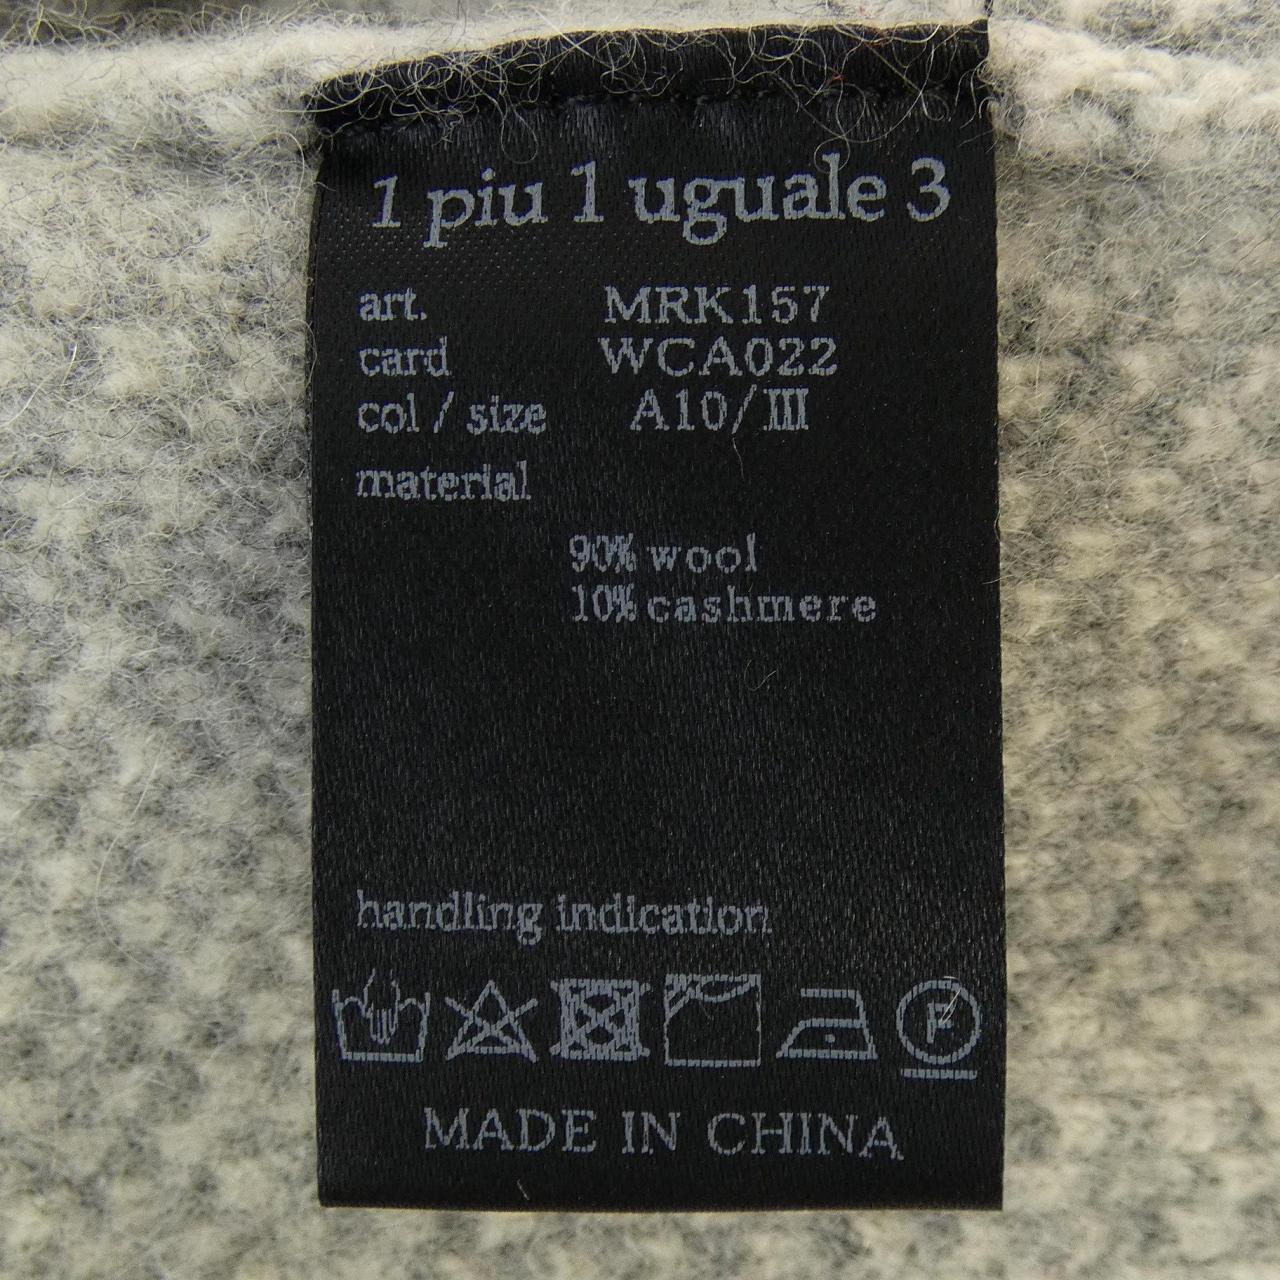 1 piu 1 uguale 3
art. MRK157
card WCA022
col / size A10/Ⅲ
material
90% wool
10% cashmere
handling indication
F
MADE IN CHINA